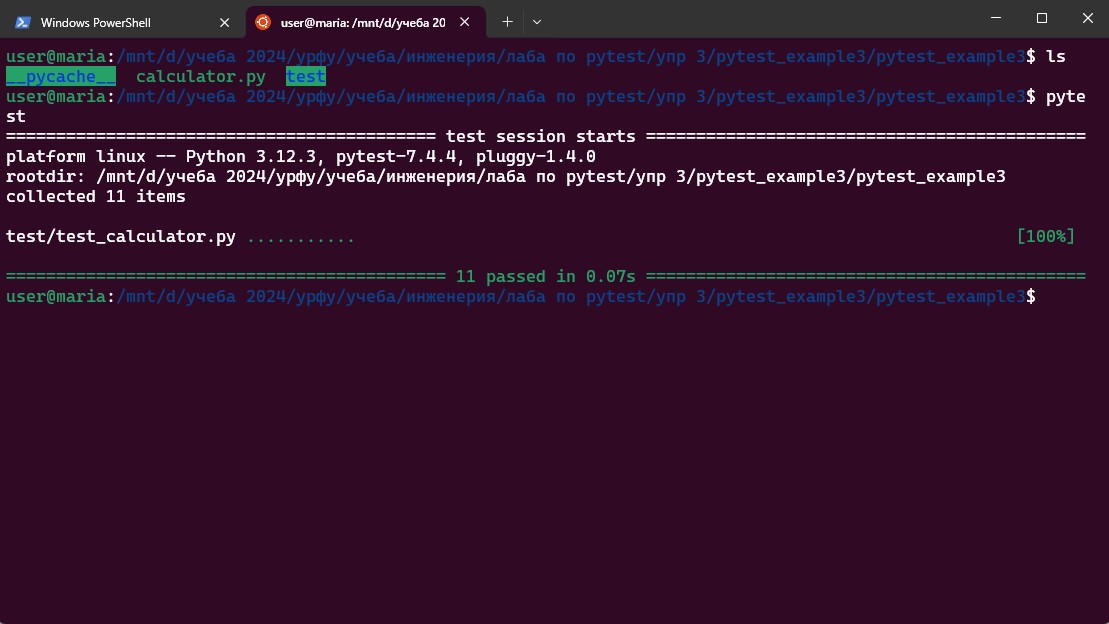 Windows PowerShell
user@maria: /mnt/d/учеба 20
user@maria:/mnt/d/учеба 2024/урфу/учеба/инженерия/лаба по pytest/упр 3/pytest_example3/pytest_example3$ ls
__pycache__ calculator.py test
user@maria:/mnt/d/учеба 2024/урфу/учеба/инженерия/лаба по pytest/упр 3/pytest_example3/pytest_example3$ pyte
st
=========================================== test session starts ============================================
platform linux -- Python 3.12.3, pytest-7.4.4, pluggy-1.4.0
rootdir: /mnt/d/учеба 2024/урфу/учеба/инженерия/лаба по pytest/упр 3/pytest_example3/pytest_example3
collected 11 items
test/test_calculator.py ........... [100%]
============================================ 11 passed in 0.07s ============================================
user@maria:/mnt/d/учеба 2024/урфу/учеба/инженерия/лаба по pytest/упр 3/pytest_example3/pytest_example3$